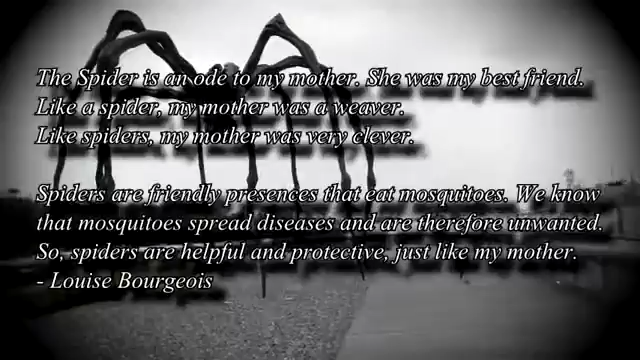 The Spider is an ode to my mother. She was my best friend.
Like a spider, my mother was a weaver.
Like spiders, my mother was very clever.
Spiders are friendly presences that eat mosquitoes. We know
that mosquitoes spread diseases and are therefore unwanted.
So, spiders are helpful and protective, just like my mother.
- Louise Bourgeois